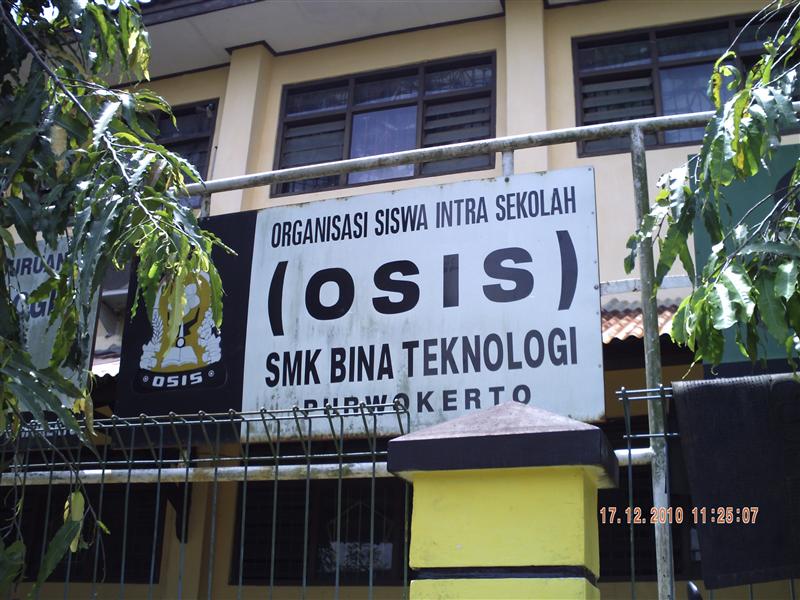 ORGANISASI SISWA INTRA SEKOLAH
(OSIS)
SMK BINA TEKNOLOGI
PURWOKERTO
OSIS
17.12.2010 11:25:07